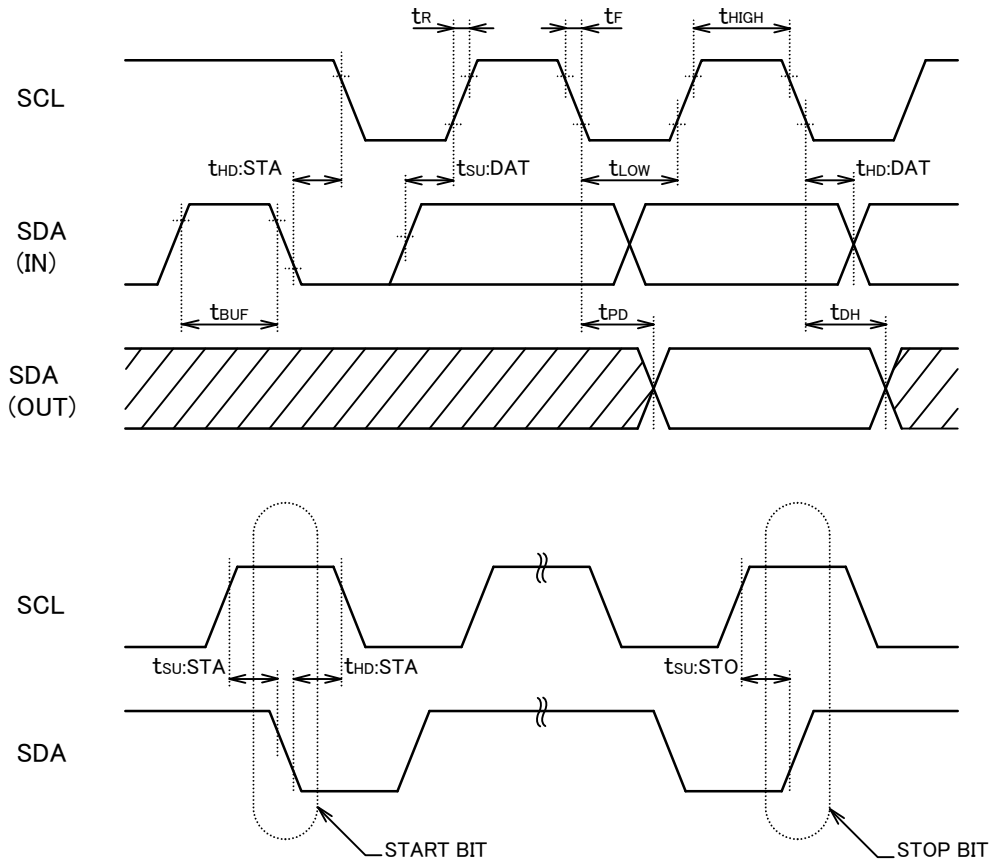 tR tF tHIGH
SCL
tHD:STA tSU:DAT tLOW tHD:DAT
SDA
(IN)
tBUF tPD tDH
SDA
(OUT)
SCL
tSU:STA tHD:STA tSU:STO
SDA
START BIT STOP BIT